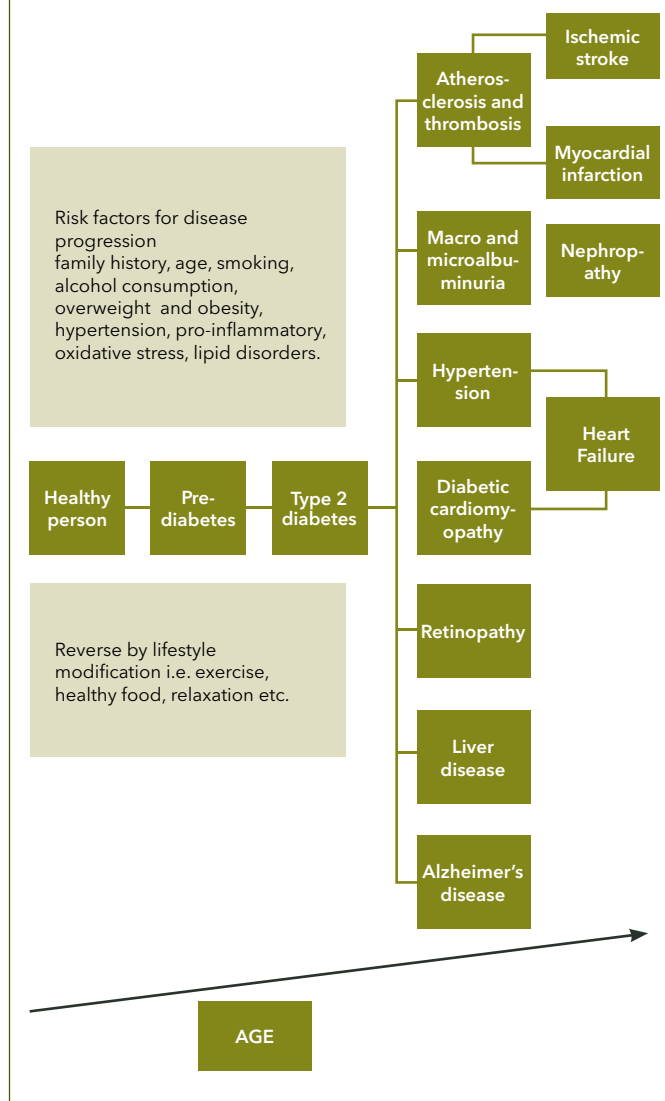 Ischemic
stroke
Atheros-
clerosis and
thrombosis
Myocardial
infarction
Risk factors for disease
progression
family history, age, smoking,
alcohol consumption,
overweight and obesity,
hypertension, pro-inflammatory,
oxidative stress, lipid disorders.
Macro and
microalbu-
minuria
Nephrop-
athy
Hyperten-
sion
Heart
Failure
Healthy
person
Pre-
diabetes
Type 2
diabetes
Diabetic
cardiomy-
opathy
Reverse by lifestyle
modification i.e. exercise,
healthy food, relaxation etc.
Retinopathy
Liver
disease
Alzheimer's
disease
AGE